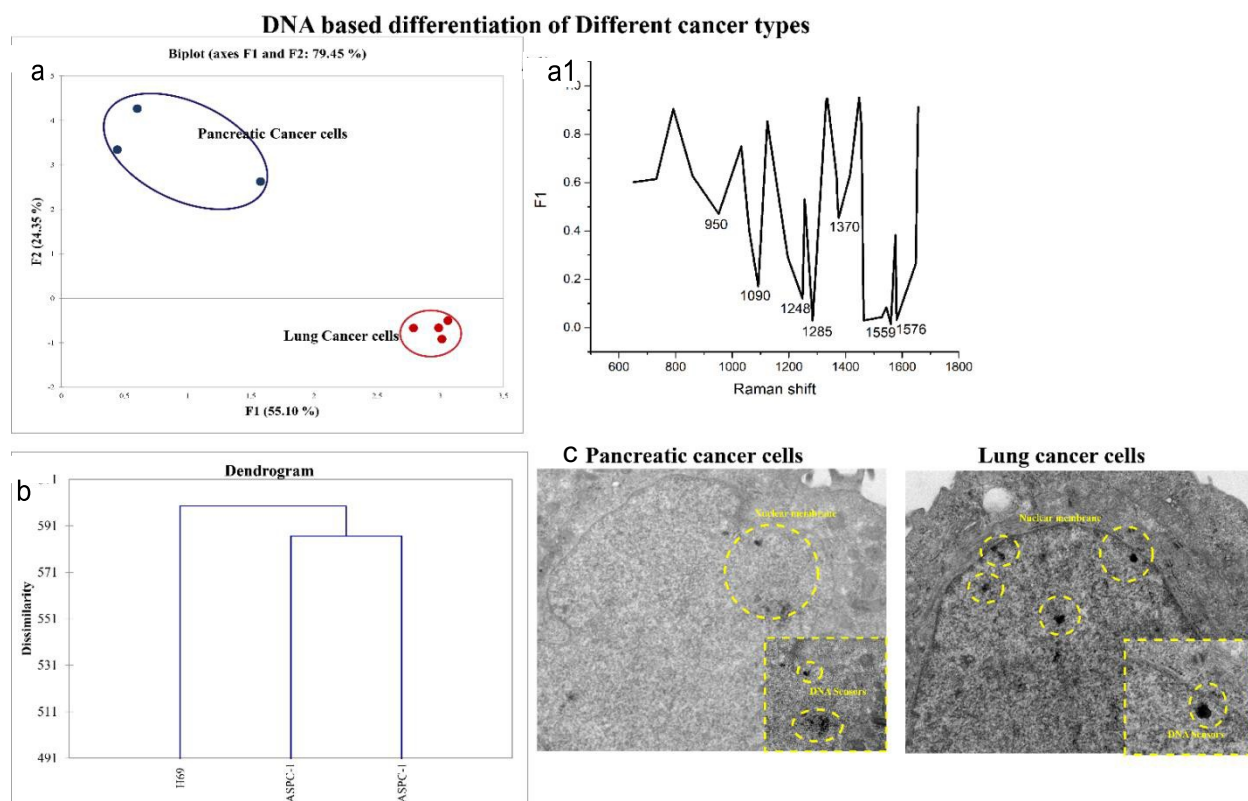 DNA based differentiation of Different cancer types
a
Biplot (axes F1 and F2: 79.45 %)
5
4
3
2
1
0
-1
-2
F2 (24.35 %)
Pancreatic Cancer cells
Lung Cancer cells
0
0.5
1
1.5
2
2.5
3
3.5
F1 (55.10 %)
a1
1.0
0.8
0.6
0.4
0.2
0.0
F1
950
1090
1248
1285
1370
1559
1576
600
800
1000
1200
1400
1600
1800
Raman shift
b
Dendrogram
591
571
551
531
511
491
Dissimilarity
H69
ASPC-1
ASPC-1
c
Pancreatic cancer cells
Nuclear membrane
DNA Sensors
Lung cancer cells
Nuclear membrane
DNA Sensors